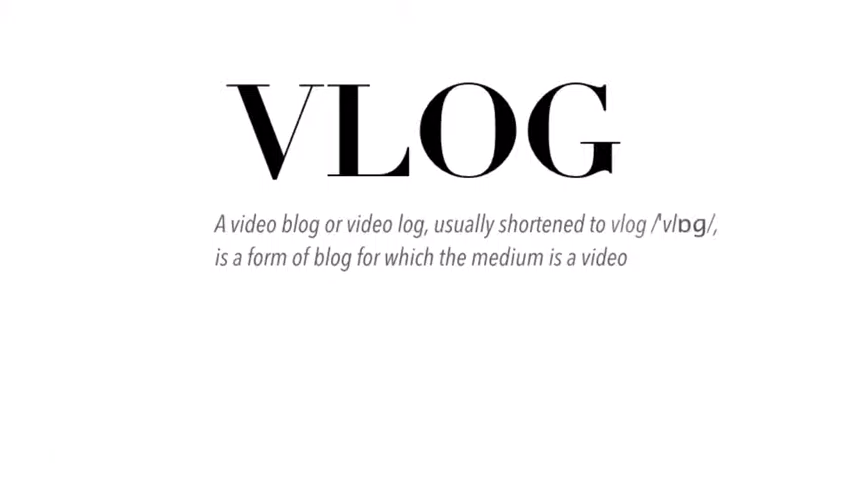 VLOG
A video blog or video log, usually shortened to vlog /ˈvlɒg/,
is a form of blog for which the medium is a video